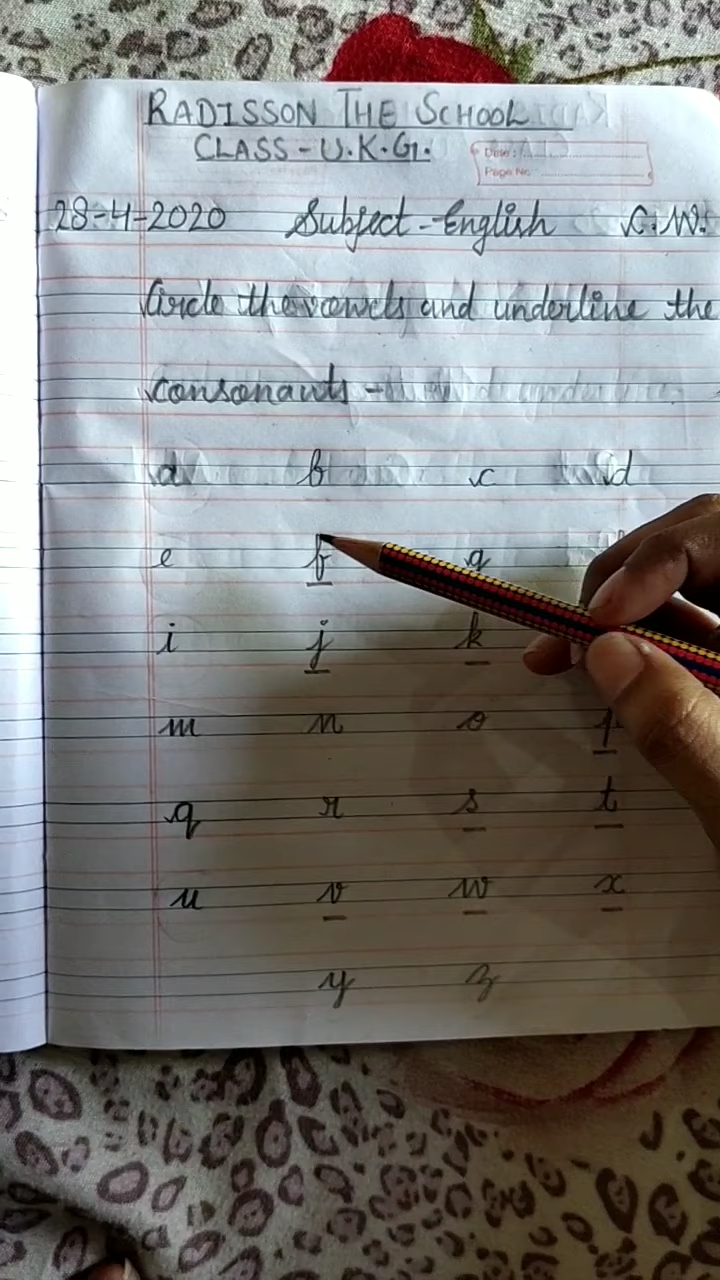 RADISSON THE SCHOOL
CLASS - U.K.G.
Date :
Page No.
28-4-2020 Subject - English C.W.
Circle the vowels and underline the
consonants -
a b c d
e f g
i j k
m n o p
q r s t
u v w x
y z